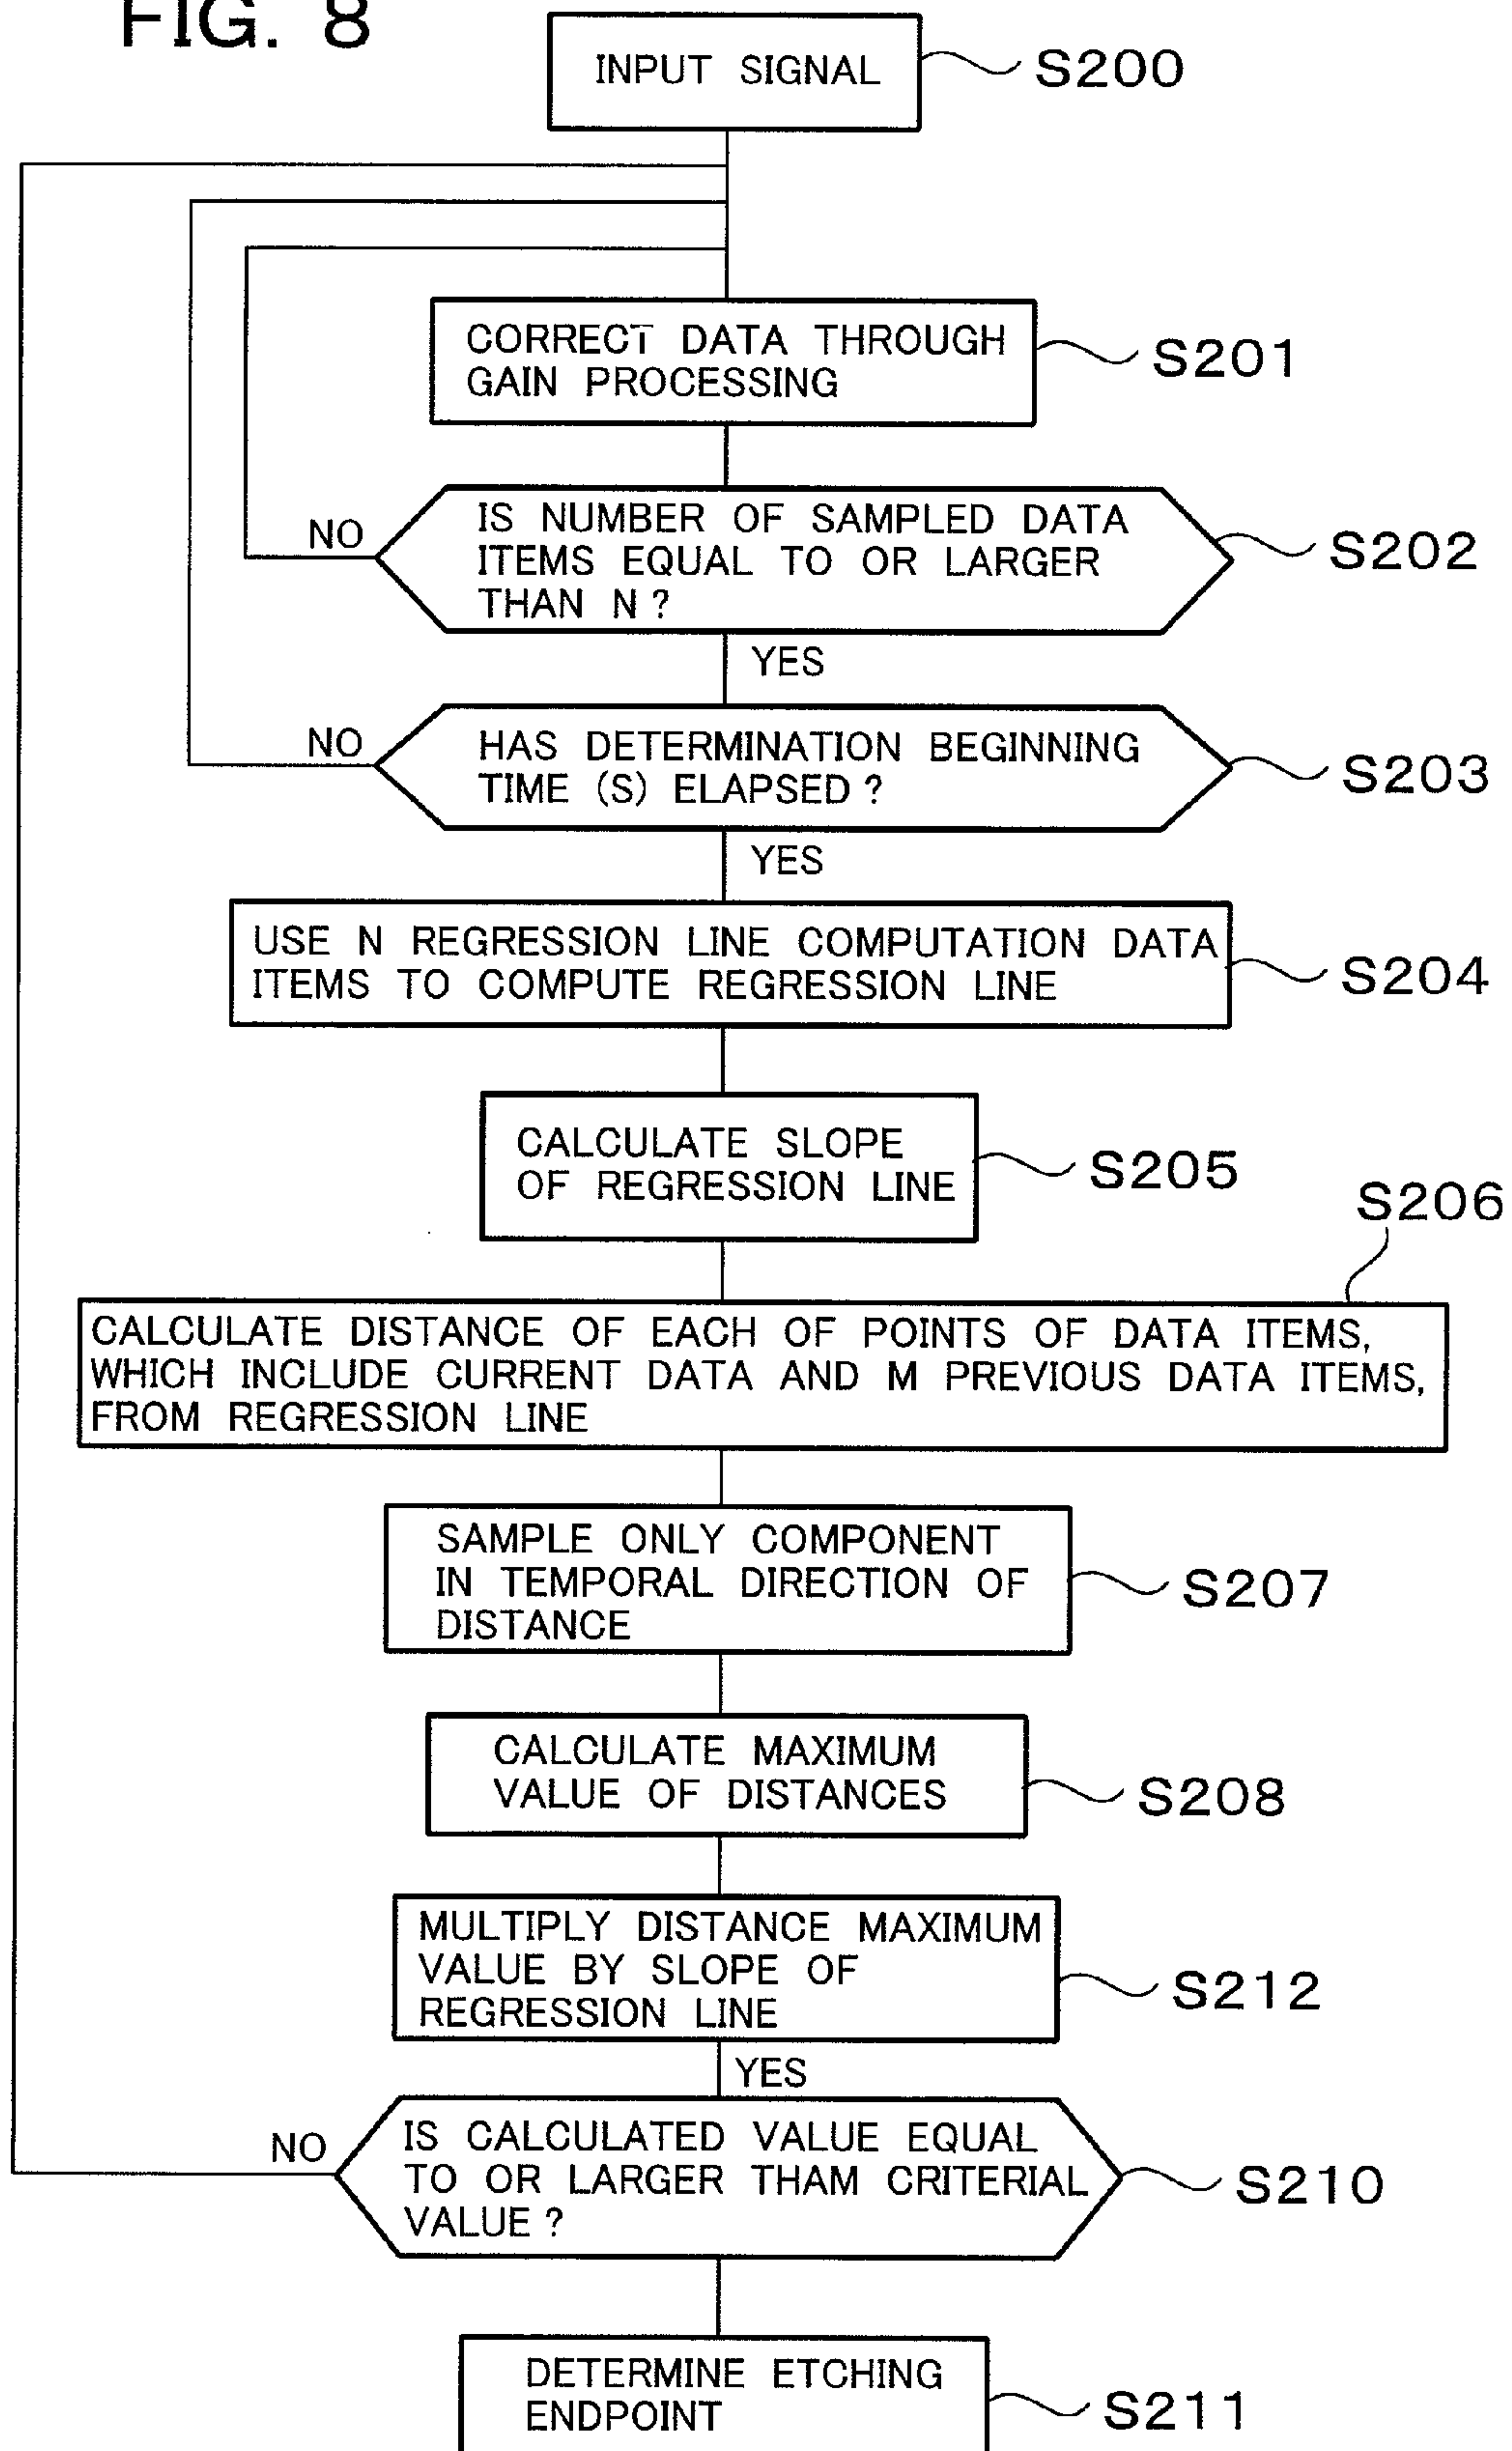 FIG. 8
INPUT SIGNAL
S200
CORRECT DATA THROUGH
GAIN PROCESSING
S201
NO
IS NUMBER OF SAMPLED DATA
ITEMS EQUAL TO OR LARGER
THAN N?
S202
YES
NO
HAS DETERMINATION BEGINNING
TIME (S) ELAPSED?
S203
YES
USE N REGRESSION LINE COMPUTATION DATA
ITEMS TO COMPUTE REGRESSION LINE
S204
CALCULATE SLOPE
OF REGRESSION LINE
S205
S206
CALCULATE DISTANCE OF EACH OF POINTS OF DATA ITEMS,
WHICH INCLUDE CURRENT DATA AND M PREVIOUS DATA ITEMS,
FROM REGRESSION LINE
SAMPLE ONLY COMPONENT
IN TEMPORAL DIRECTION OF
DISTANCE
S207
CALCULATE MAXIMUM
VALUE OF DISTANCES
S208
MULTIPLY DISTANCE MAXIMUM
VALUE BY SLOPE OF
REGRESSION LINE
S212
YES
NO
IS CALCULATED VALUE EQUAL
TO OR LARGER THAM CRITERIAL
VALUE?
S210
DETERMINE ETCHING
ENDPOINT
S211